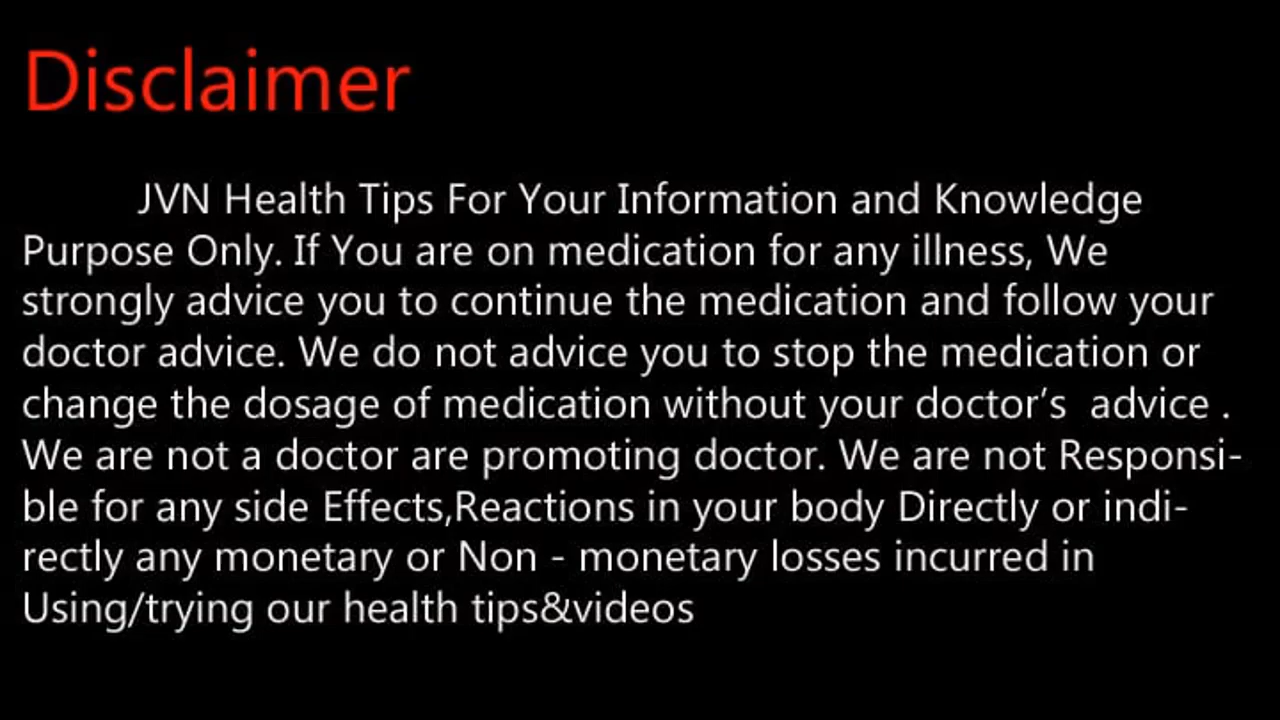 Disclaimer
JVN Health Tips For Your Information and Knowledge
Purpose Only. If You are on medication for any illness, We
strongly advice you to continue the medication and follow your
doctor advice. We do not advice you to stop the medication or
change the dosage of medication without your doctor’s  advice .
We are not a doctor are promoting doctor. We are not Responsi-
ble for any side Effects,Reactions in your body Directly or indi-
rectly any monetary or Non - monetary losses incurred in
Using/trying our health tips&videos